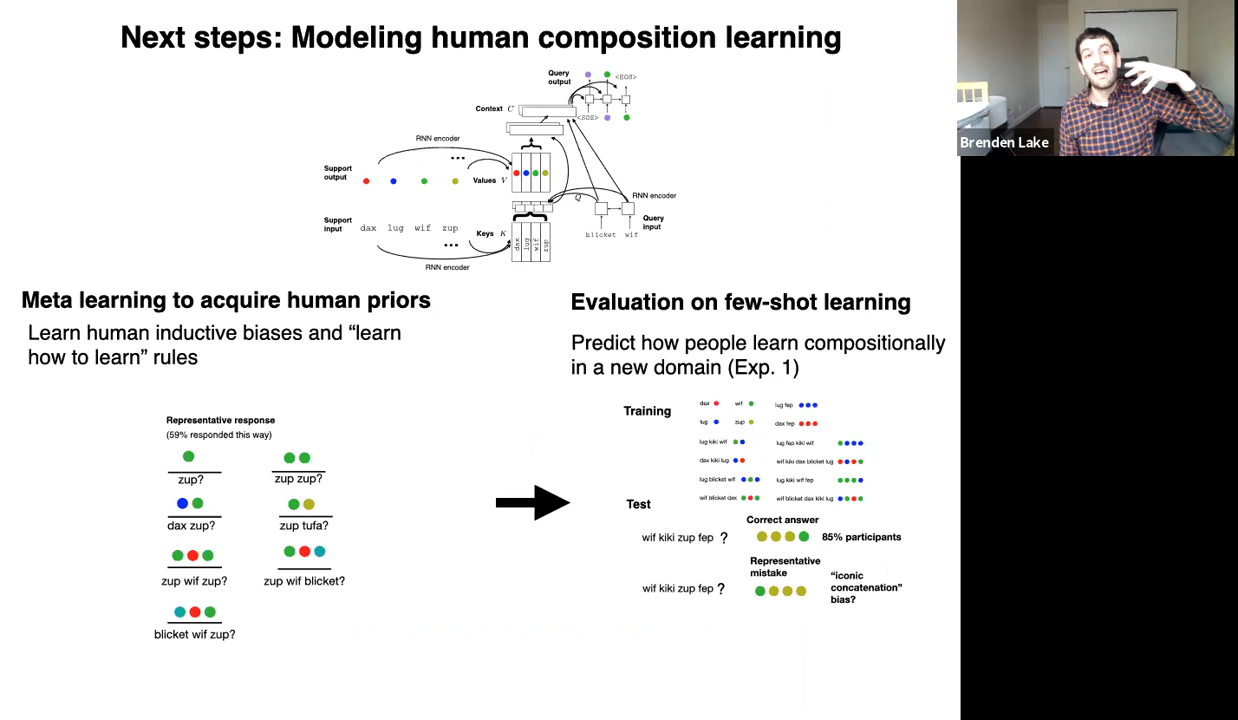 Next steps: Modeling human composition learning
Brenden Lake
Query
output
<EOS>
Context C
<SOS>
RNN encoder
Support
output
...
Values V
RNN encoder
Q
Support
input
dax lug wif zup
Keys K
...
dax
lug
wif
zup
Query
input
blicket wif
RNN encoder
Meta learning to acquire human priors
Learn human inductive biases and “learn
how to learn” rules
Representative response
(59% responded this way)
zup?
zup zup?
dax zup?
zup tufa?
zup wif zup?
zup wif blicket?
blicket wif zup?
Evaluation on few-shot learning
Predict how people learn compositionally
in a new domain (Exp. 1)
Training
dax
wif
lug fep
lug
zup
dax fep
lug kiki wif
lug fep kiki wif
dax kiki lug
wif kiki dax blicket lug
lug blicket wif
lug kiki wif fep
wif blicket dax
wif blicket dax kiki lug
Test
Correct answer
wif kiki zup fep ?
85% participants
Representative
mistake
wif kiki zup fep ?
“iconic
concatenation”
bias?